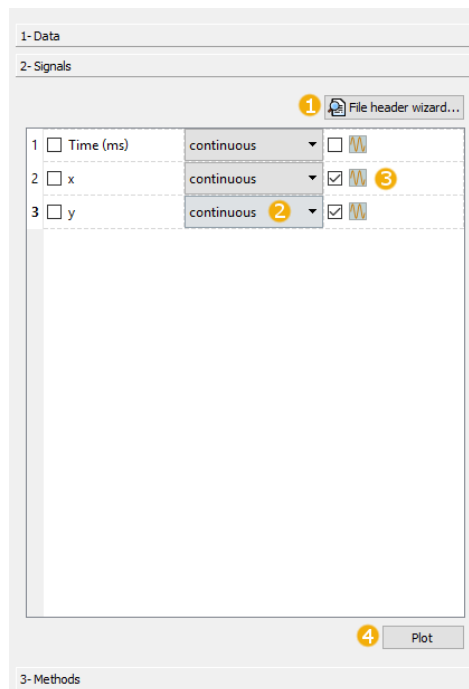 1- Data
2- Signals
1 File header wizard...
1 Time (ms) continuous
2 x continuous 3
3 y continuous 2
4 Plot
3- Methods